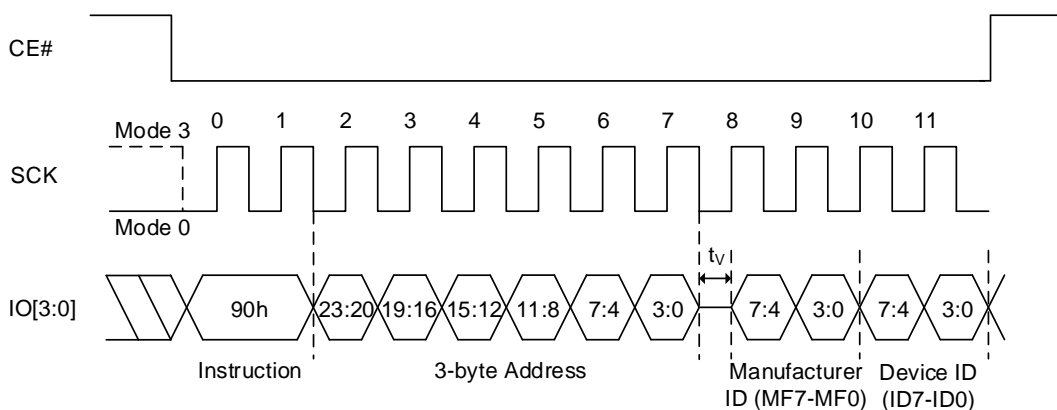 CE#
0 1 2 3 4 5 6 7 8 9 10 11
Mode 3
SCK
Mode 0
tV
IO[3:0] 90h 23:20 19:16 15:12 11:8 7:4 3:0 7:4 3:0 7:4 3:0
Instruction 3-byte Address Manufacturer Device ID
ID (MF7-MF0) (ID7-ID0)